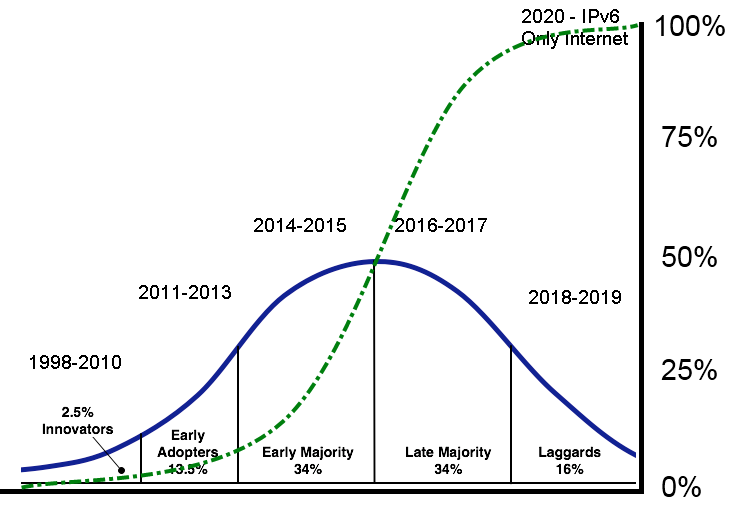 2020 - IPv6
Only Internet
100%
75%
2014-2015
2016-2017
50%
2011-2013
2018-2019
1998-2010
25%
2.5%
Innovators
Early
Adopters
13.5%
Early Majority
34%
Late Majority
34%
Laggards
16%
0%